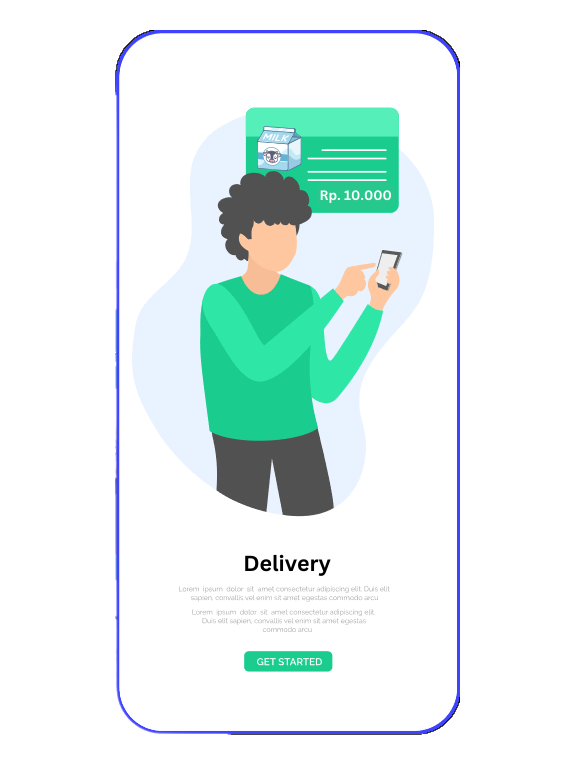 MILK
Rp. 10.000
Delivery
Lorem ipsum dolor sit amet consectetur adipiscing elit. Duis elit
sapien, convallis vel enim sit amet egestas commodo arcu
Lorem ipsum dolor sit amet consectetur adipiscing elit.
Duis elit sapien, convallis vel enim sit amet egestas
commodo arcu
GET STARTED